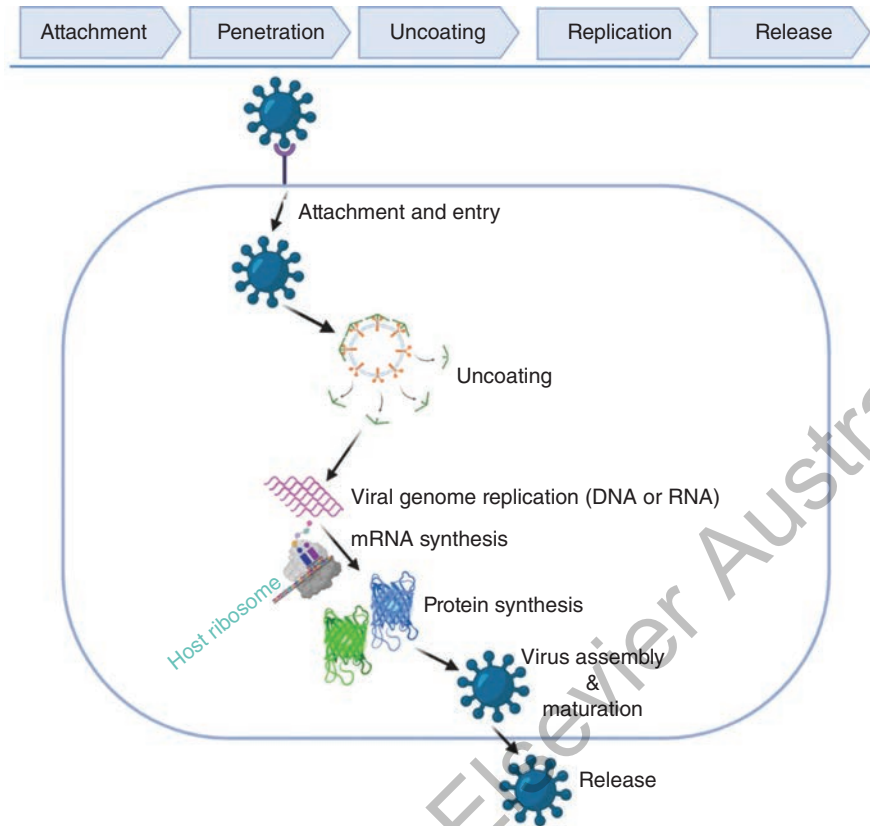 Attachment
Penetration
Uncoating
Replication
Release
Attachment and entry
Uncoating
Viral genome replication (DNA or RNA)
mRNA synthesis
Host ribosome
Protein synthesis
Virus assembly
&
maturation
Release
Elsevier Austra